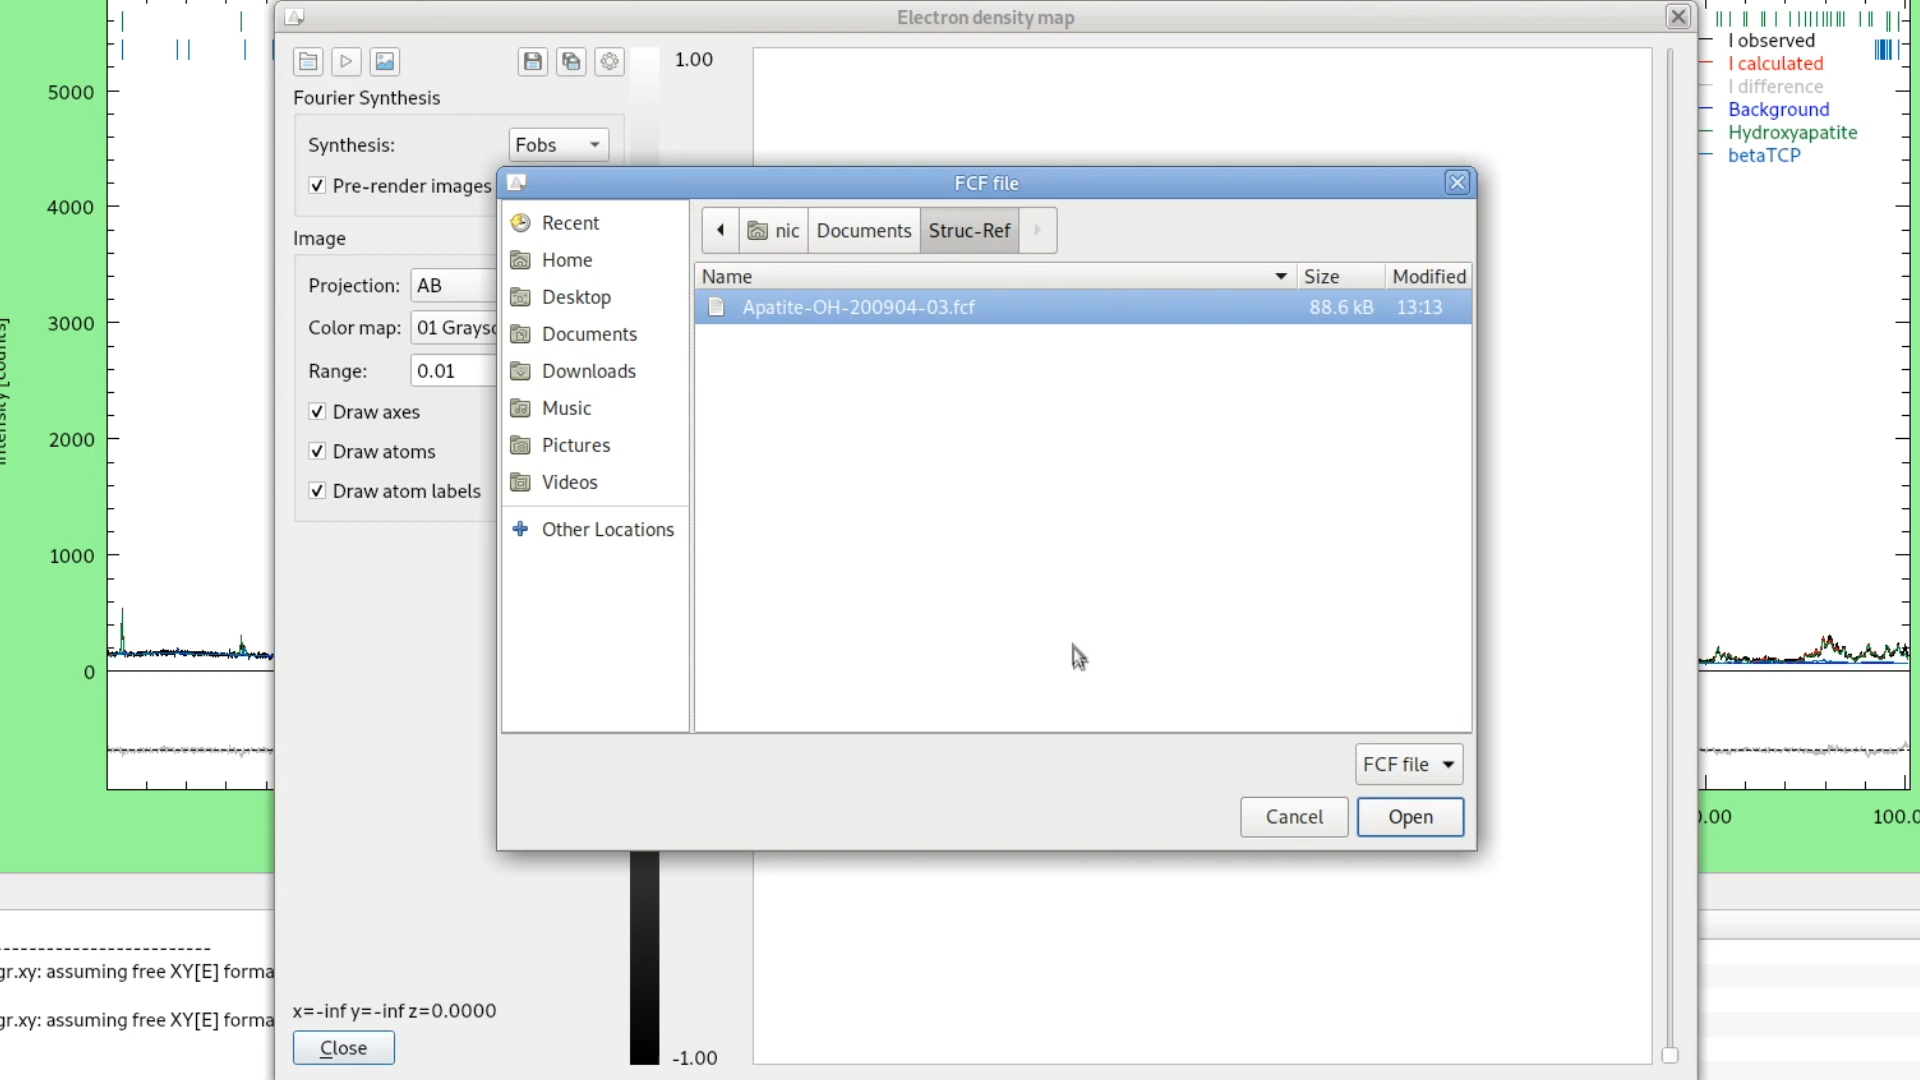 Electron density map
1.00
Fourier Synthesis
Synthesis: Fobs
Pre-render images
Image
Projection: AB
Color map: 01 Graysc
Range: 0.01
Draw axes
Draw atoms
Draw atom labels
x=-inf y=-inf z=0.0000
Close
-1.00
FCF file
Recent
Home
Desktop
Documents
Downloads
Music
Pictures
Videos
Other Locations
nic Documents Struc-Ref
Name Size Modified
Apatite-OH-200904-03.fcf 88.6 kB 13:13
FCF file
Cancel Open
5000
4000
3000
2000
1000
0
I observed
I calculated
I difference
Background
Hydroxyapatite
betaTCP
.00 100.0
------------------------
gr.xy: assuming free XY[E] forma
gr.xy: assuming free XY[E] forma